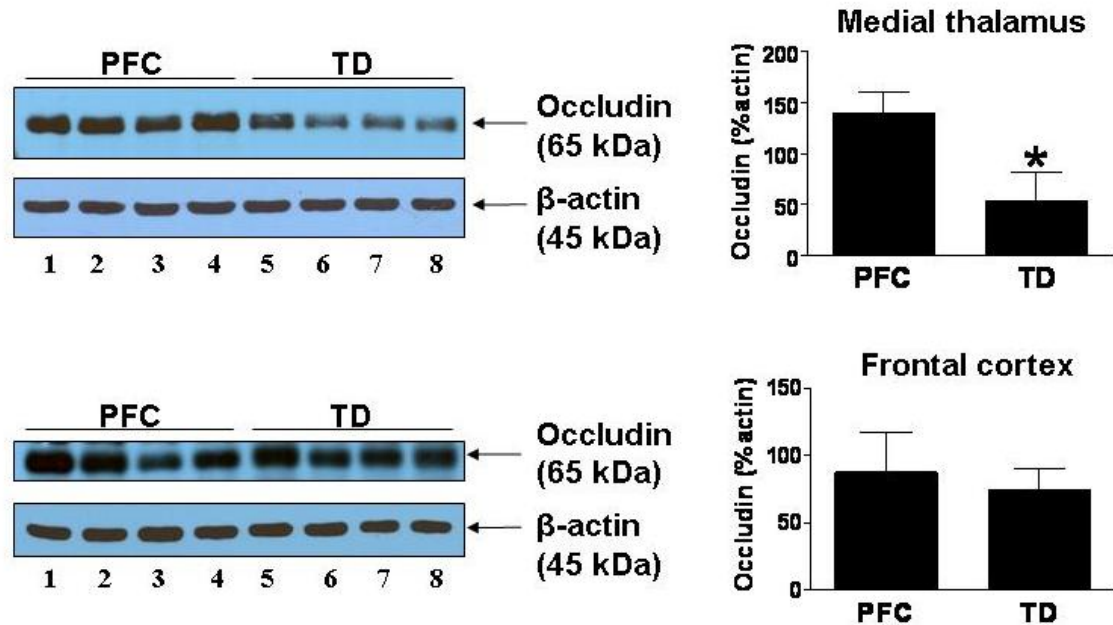 PFC TD
Occludin
(65 kDa)
β-actin
(45 kDa)
1 2 3 4 5 6 7 8
Medial thalamus
Occludin (%actin)
200
150
100
50
0
*
PFC TD
PFC TD
Occludin
(65 kDa)
β-actin
(45 kDa)
1 2 3 4 5 6 7 8
Frontal cortex
Occludin (%actin)
150
100
50
0
PFC TD